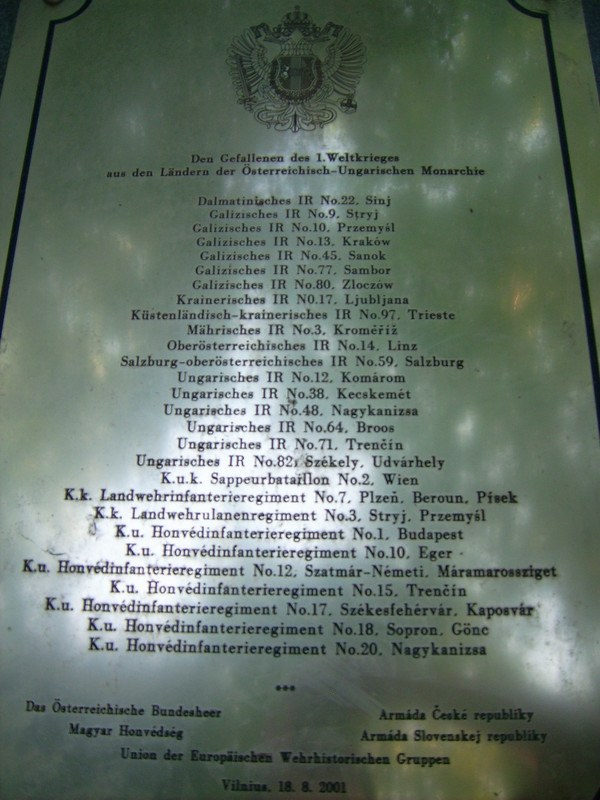 Den Gefallenen des 1.Weltkrieges
aus den Ländern der Österreichisch-Ungarischen Monarchie
Dalmatinisches IR No.22, Sinj
Galizisches IR No.9, Stryj
Galizisches IR No.10, Przemyśl
Galizisches IR No.13, Kraków
Galizisches IR No.45, Sanok
Galizisches IR No.77, Sambor
Galizisches IR No.80, Zloczów
Krainerisches IR N0.17, Ljubljana
Küstenländisch-krainerisches IR No.97, Trieste
Mährisches IR No.3, Kroměříž
Oberösterreichisches IR No.14, Linz
Salzburg-oberösterreichisches IR No.59, Salzburg
Ungarisches IR No.12, Komárom
Ungarisches IR No.38, Kecskemét
Ungarisches IR No.48, Nagykanizsa
Ungarisches IR No.64, Broos
Ungarisches IR No.71, Trenčín
Ungarisches IR No.82, Székely, Udvárhely
K.u.k. Sappeurbataillon No.2, Wien
K.k. Landwehrinfanterieregiment No.7, Plzeň, Beroun, Písek
K.k. Landwehrulanenregiment No.3, Stryj, Przemyśl
K.u. Honvédinfanterieregiment No.1, Budapest
K.u. Honvédinfanterieregiment No.10, Eger
K.u. Honvédinfanterieregiment No.12, Szatmár-Németi, Máramarossziget
K.u. Honvédinfanterieregiment No.15, Trenčín
K.u. Honvédinfanterieregiment No.17, Székesfehérvár, Kaposvár
K.u. Honvédinfanterieregiment No.18, Sopron, Gönc
K.u. Honvédinfanterieregiment No.20, Nagykanizsa
***
Das Österreichische Bundesheer
Armáda České republiky
Magyar Honvédség
Armáda Slovenskej republiky
Union der Europäischen Wehrhistorischen Gruppen
Vilnius, 18. 8. 2001